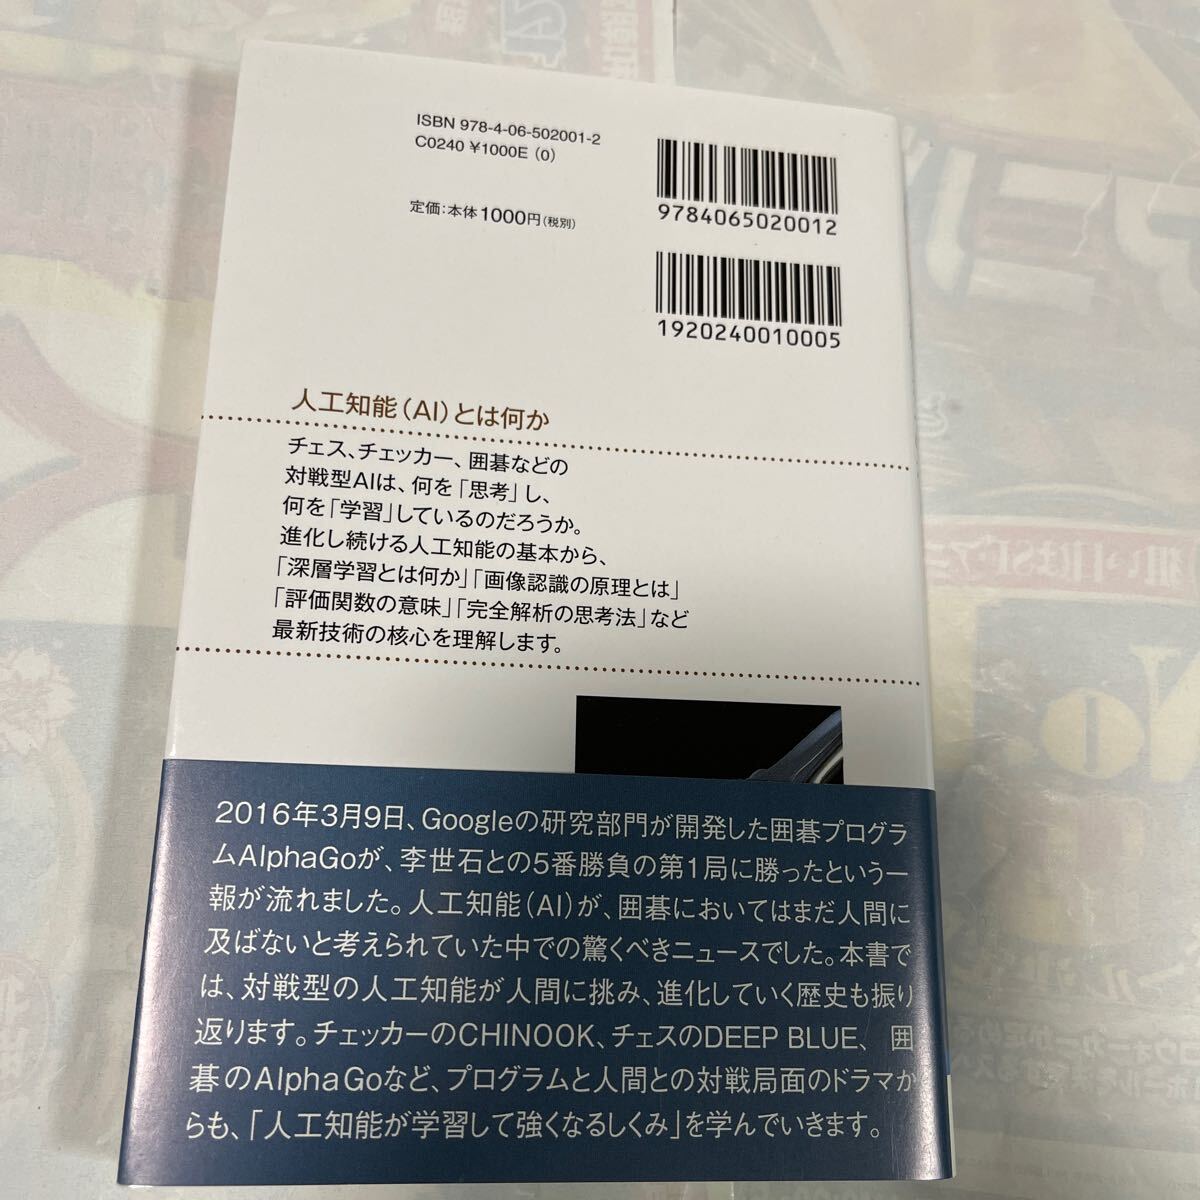 ISBN 978-4-06-502001-2
C0240 ¥1000E (0)
定価:本体1000円(税別)
9784065020012
1920240010005
人工知能(AI)とは何か
チェス、チェッカー、囲碁などの
対戦型AIは、何を「思考」し、
何を「学習」しているのだろうか。
進化し続ける人工知能の基本から、
「深層学習とは何か」「画像認識の原理とは」
「評価関数の意味」「完全解析の思考法」など
最新技術の核心を理解します。
2016年3月9日、Googleの研究部門が開発した囲碁プログラ
ムAlphaGoが、李世石との5番勝負の第1局に勝ったという一
報が流れました。人工知能(AI)が、囲碁においてはまだ人間に
及ばないと考えられていた中での驚くべきニュースでした。本書で
は、対戦型の人工知能が人間に挑み、進化していく歴史も振り
返ります。チェッカーのCHINOOK、チェスのDEEP BLUE、囲
碁のAlphaGoなど、プログラムと人間との対戦局面のドラマか
らも、「人工知能が学習して強くなるしくみ」を学んでいきます。